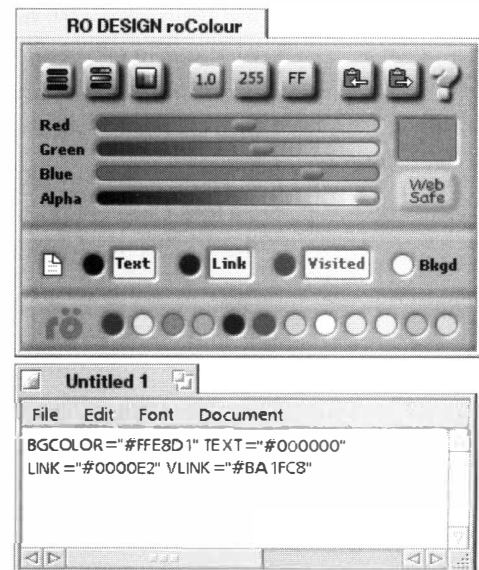 RO DESIGN roColour
1.0 255 FF
Red
Green
Blue
Alpha
Web
Safe
Text Link Visited Bkgd
rö
Untitled 1
File Edit Font Document
BGCOLOR="#FFE8D1" TEXT="#000000"
LINK="#0000E2" VLINK="#BA1FC8"